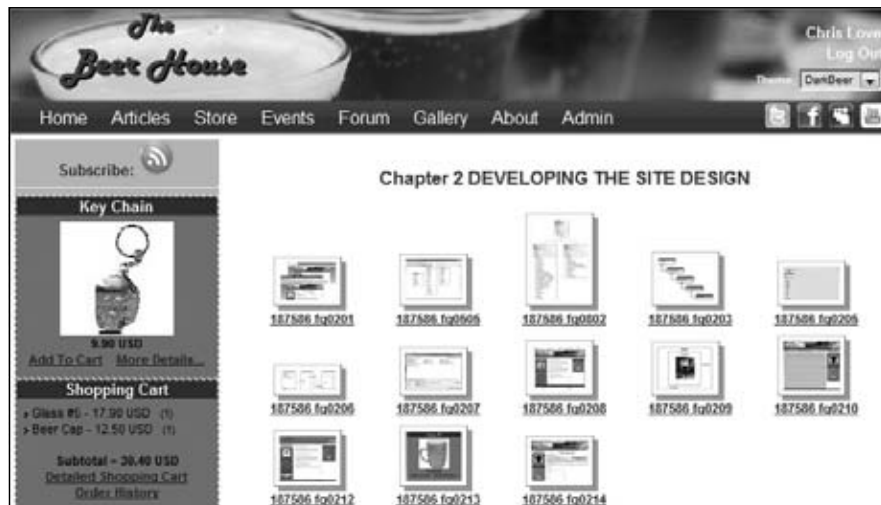 The
Beer House
Chris Love
Log Out
Theme: DarkBeer
Home Articles Store Events Forum Gallery About Admin
Subscribe:
Key Chain
9.90 USD
Add To Cart More Details...
Shopping Cart
Glass #5 - 17.90 USD (1)
Beer Cap - 12.50 USD (1)
Subtotal = 30.40 USD
Detailed Shopping Cart
Order History
Chapter 2 DEVELOPING THE SITE DESIGN
187586 fg0201 187586 fg0505 187586 fg0802 187586 fg0203 187586 fg0205
187586 fg0206 187586 fg0207 187586 fg0208 187586 fg0209 187586 fg0210
187586 fg0212 187586 fg0213 187586 fg0214